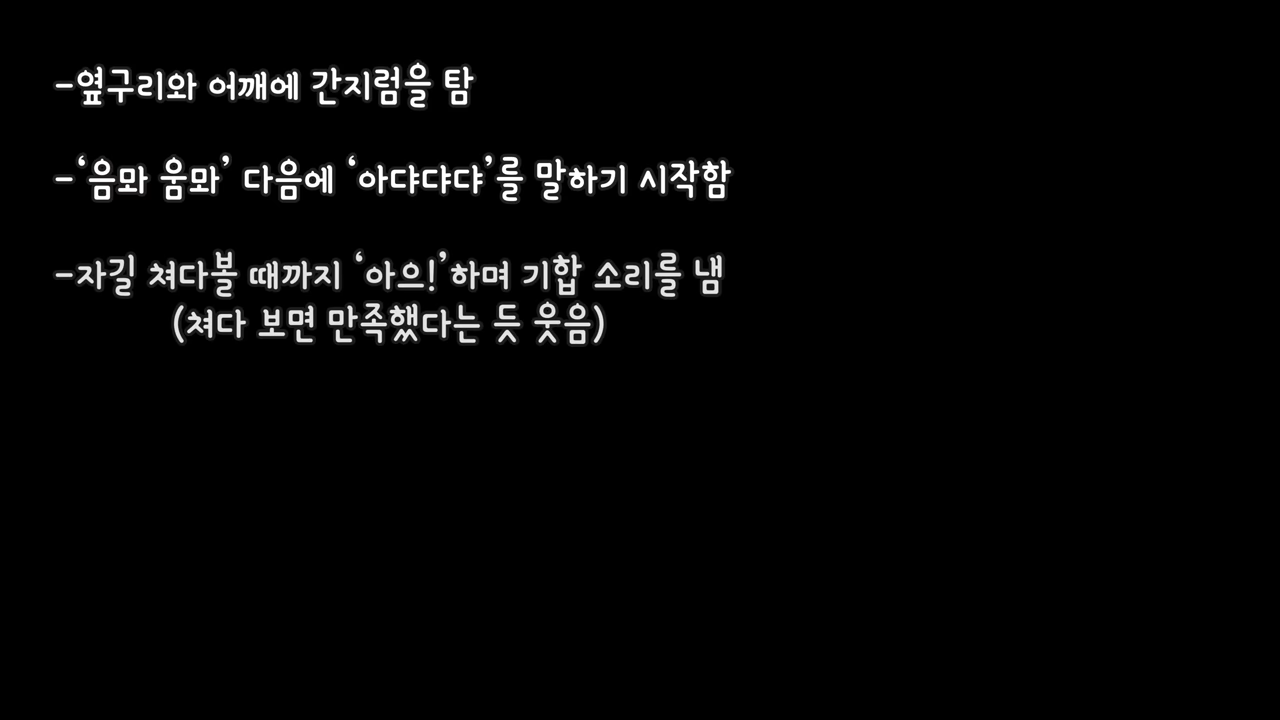 -옆구리와 어깨에 간지럼을 탐
-‘음뫄 움뫄’ 다음에 ‘아댜댜댜’를 말하기 시작함
-자길 쳐다볼 때까지 ‘아으!’하며 기합 소리를 냄
(쳐다 보면 만족했다는 듯 웃음)